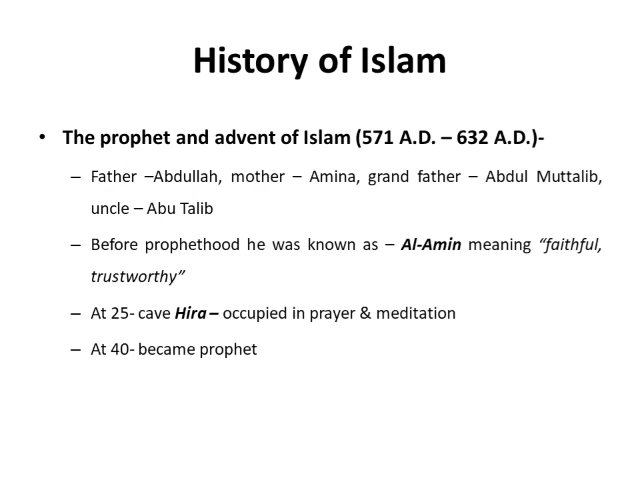 History of Islam
• The prophet and advent of Islam (571 A.D. – 632 A.D.)-
– Father –Abdullah, mother – Amina, grand father – Abdul Muttalib,
uncle – Abu Talib
– Before prophethood he was known as – Al-Amin meaning “faithful,
trustworthy”
– At 25- cave Hira – occupied in prayer & meditation
– At 40- became prophet